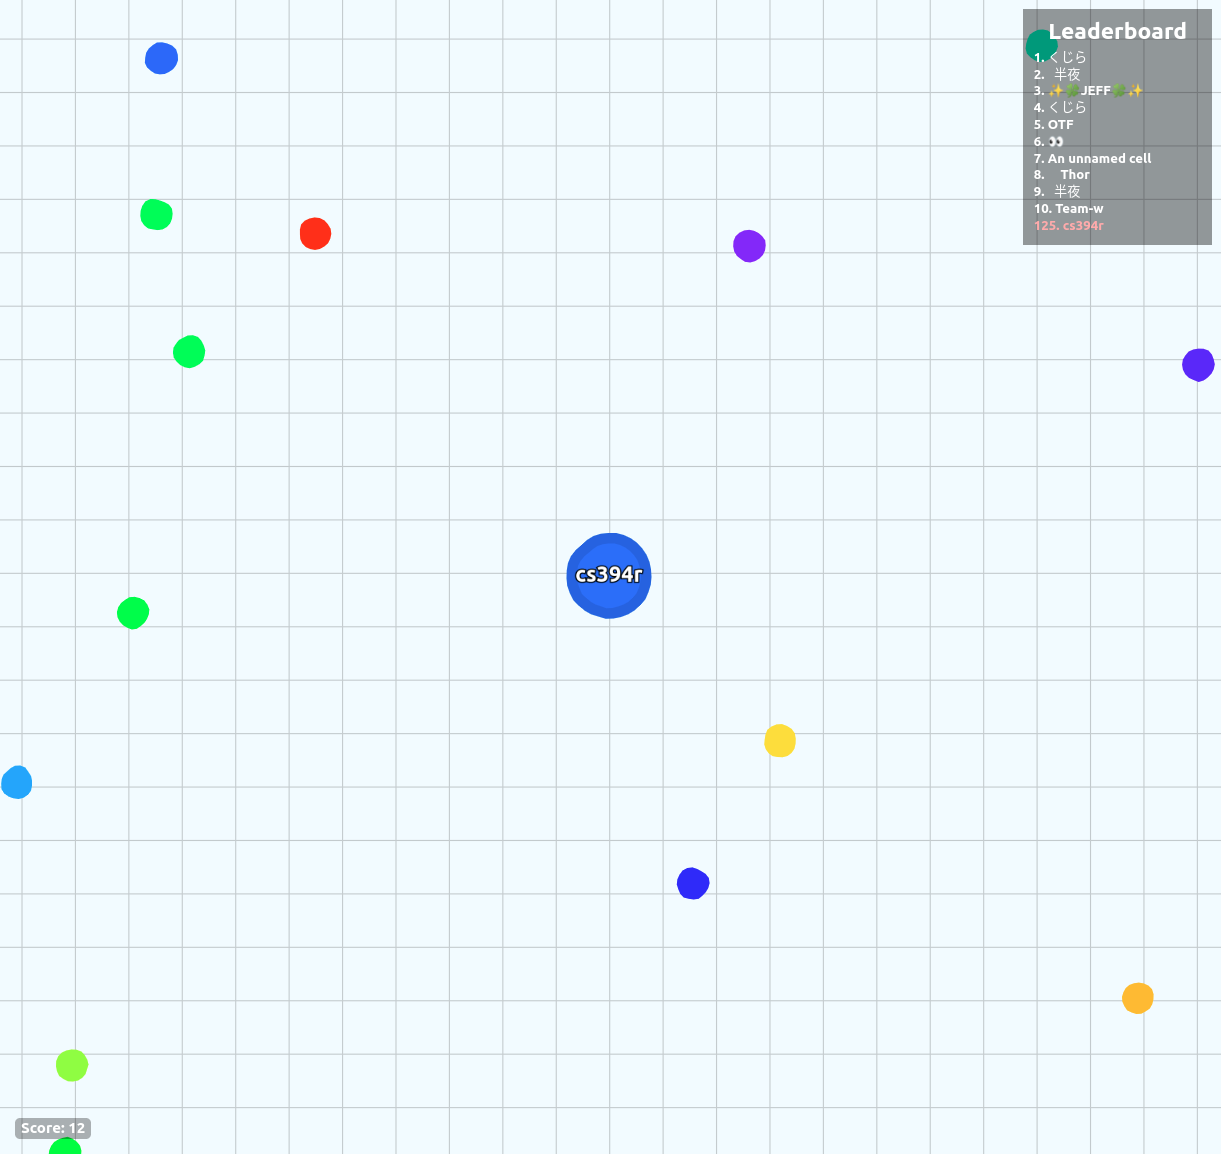 Leaderboard
1. くじら
2. 半夜
3. ✨🍀JEFF🍀✨
4. くじら
5. OTF
6. 👀
7. An unnamed cell
8. Thor
9. 半夜
10. Team-w
125. cs394r
cs394r
Score: 12